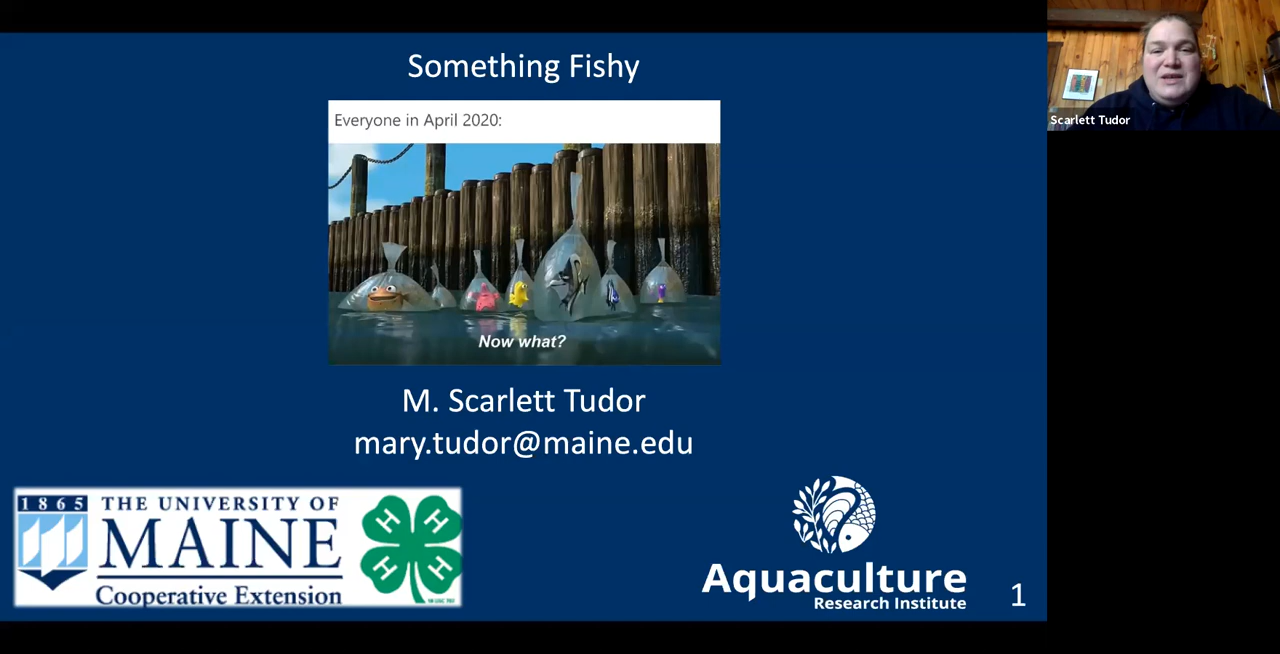 Something Fishy
Everyone in April 2020:
Now what?
M. Scarlett Tudor
mary.tudor@maine.edu
1865
THE UNIVERSITY OF
MAINE
Cooperative Extension
H H
H H
Aquaculture
Research Institute
1
Scarlett Tudor